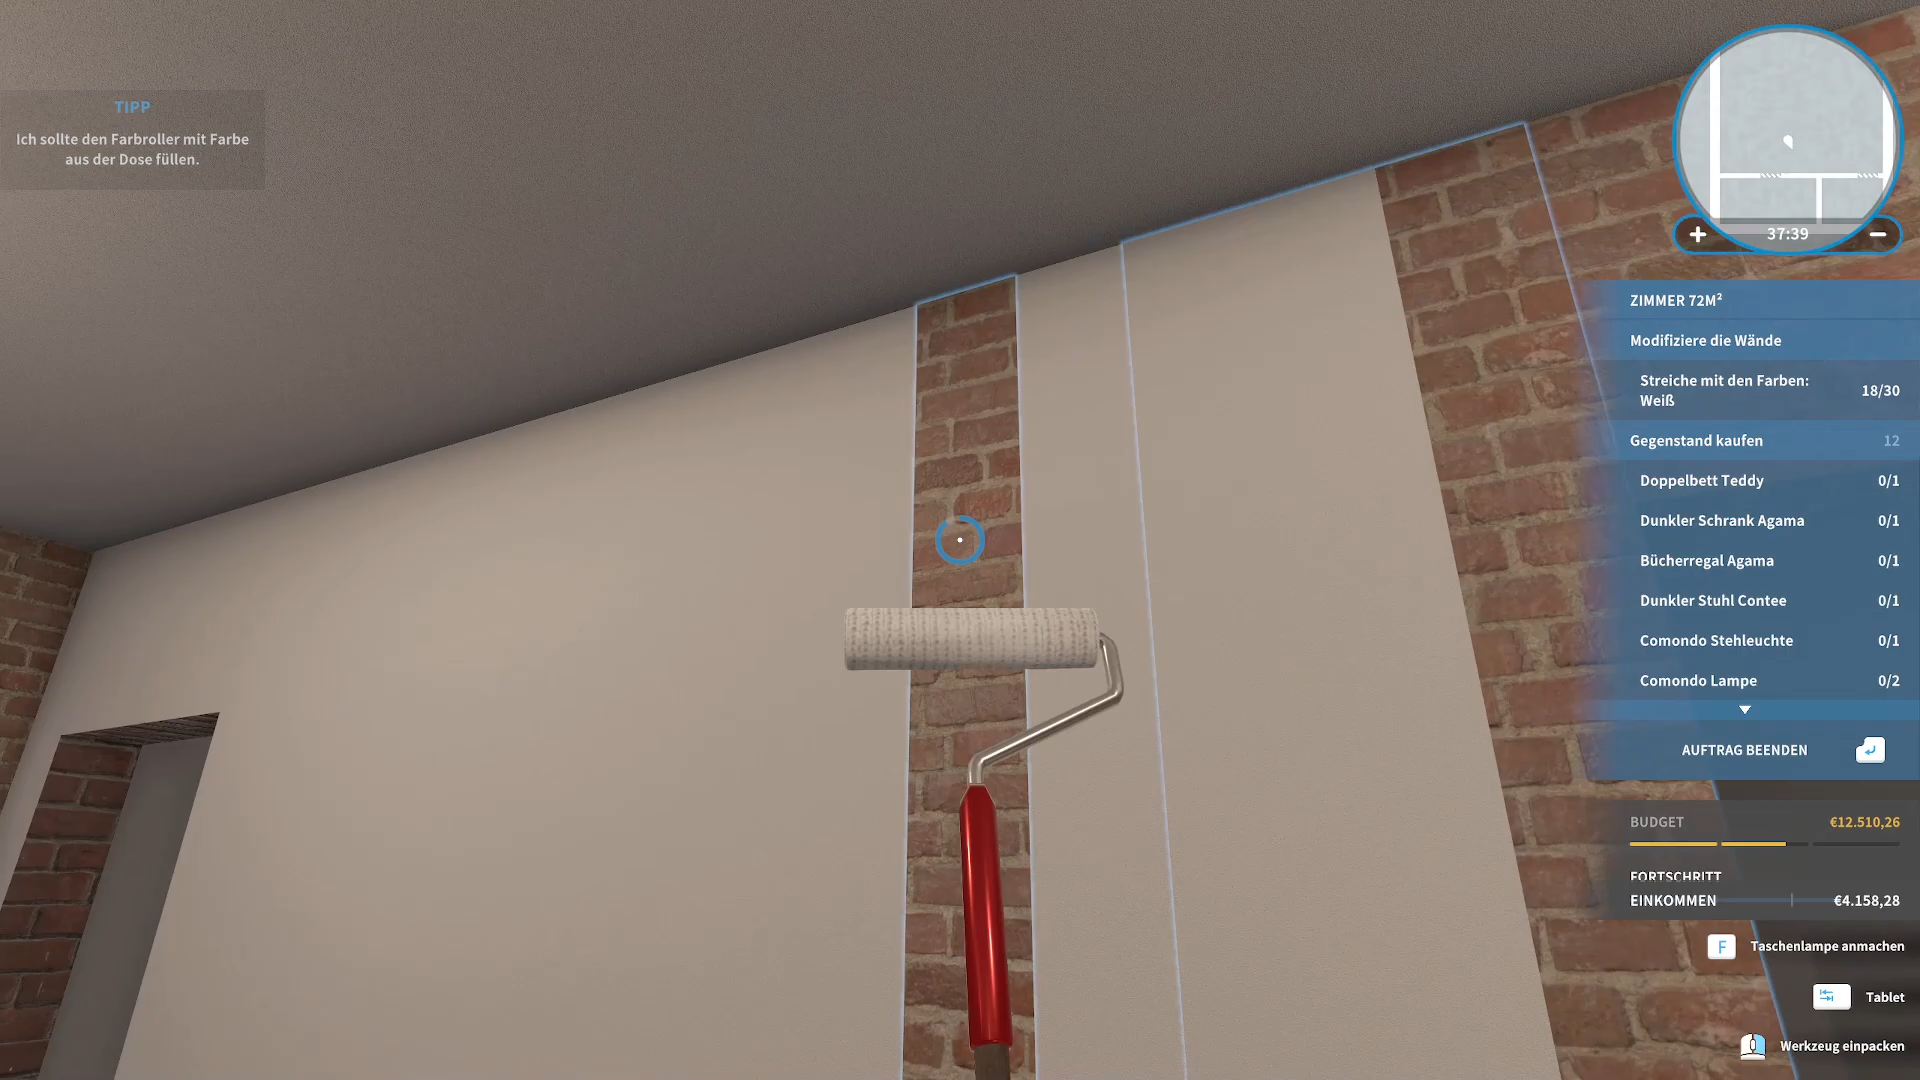 TIPP
Ich sollte den Farbroller mit Farbe
aus der Dose füllen.
37:39
ZIMMER 72M²
Modifiziere die Wände
Streiche mit den Farben:
Weiß 18/30
Gegenstand kaufen 12
Doppelbett Teddy 0/1
Dunkler Schrank Agama 0/1
Bücherregal Agama 0/1
Dunkler Stuhl Contee 0/1
Comondo Stehleuchte 0/1
Comondo Lampe 0/2
AUFTRAG BEENDEN
BUDGET €12.510,26
FORTSCHRITT
EINKOMMEN €4.158,28
F Taschenlampe anmachen
Tablet
Werkzeug einpacken